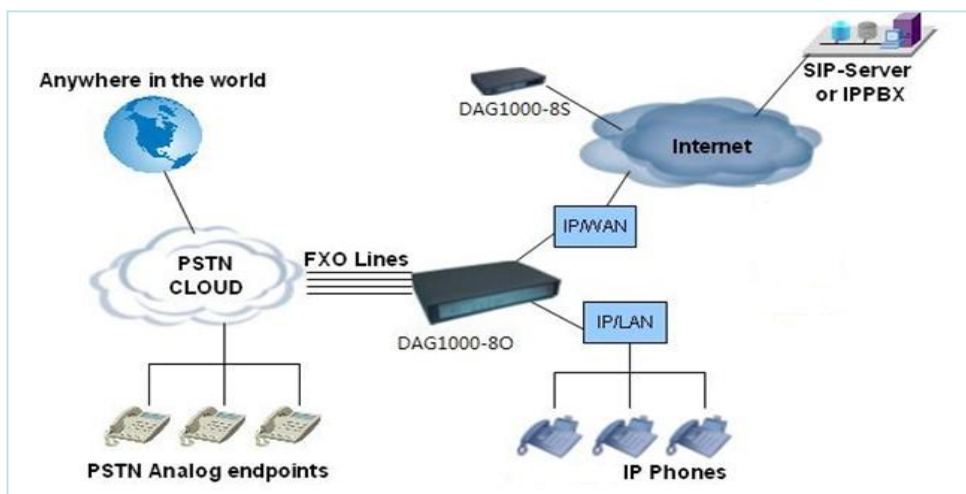 Anywhere in the world
SIP-Server
or IPPBX
DAG1000-8S
Internet
IP/WAN
PSTN
CLOUD
FXO Lines
IP/LAN
DAG1000-8O
PSTN Analog endpoints
IP Phones